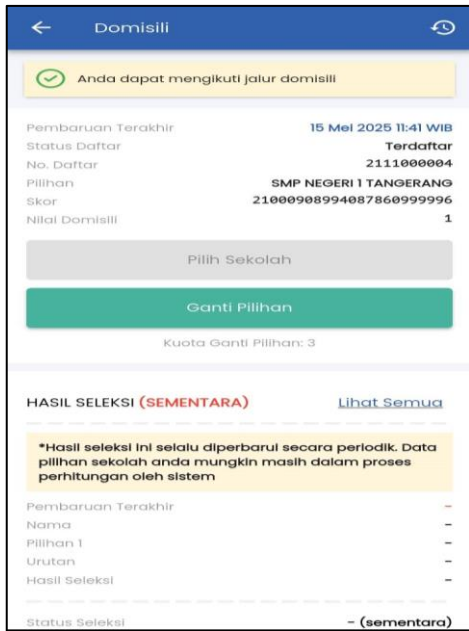 Domisili
Anda dapat mengikuti jalur domisili
Pembaruan Terakhir 15 Mei 2025 11:41 WIB
Status Daftar Terdaftar
No. Daftar 2111000004
Pilihan SMP NEGERI 1 TANGERANG
Skor 21000908994087860999996
Nilai Domisili 1
Pilih Sekolah
Ganti Pilihan
Kuota Ganti Pilihan: 3
HASIL SELEKSI (SEMENTARA) Lihat Semua
*Hasil seleksi ini selalu diperbarui secara periodik. Data
pilihan sekolah anda mungkin masih dalam proses
perhitungan oleh sistem
Pembaruan Terakhir -
Nama -
Pilihan 1 -
Urutan -
Hasil Seleksi -
Status Seleksi - (sementara)